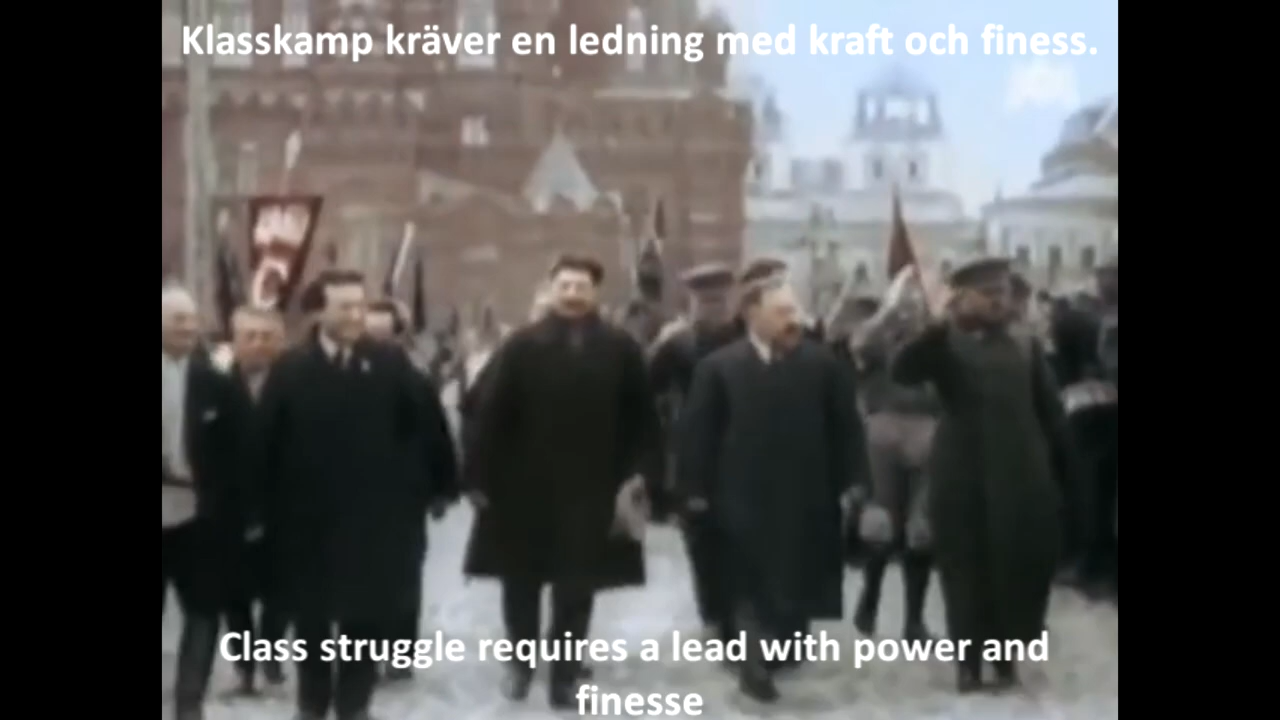 Klasskamp kräver en ledning med kraft och finess.
Class struggle requires a lead with power and
finesse